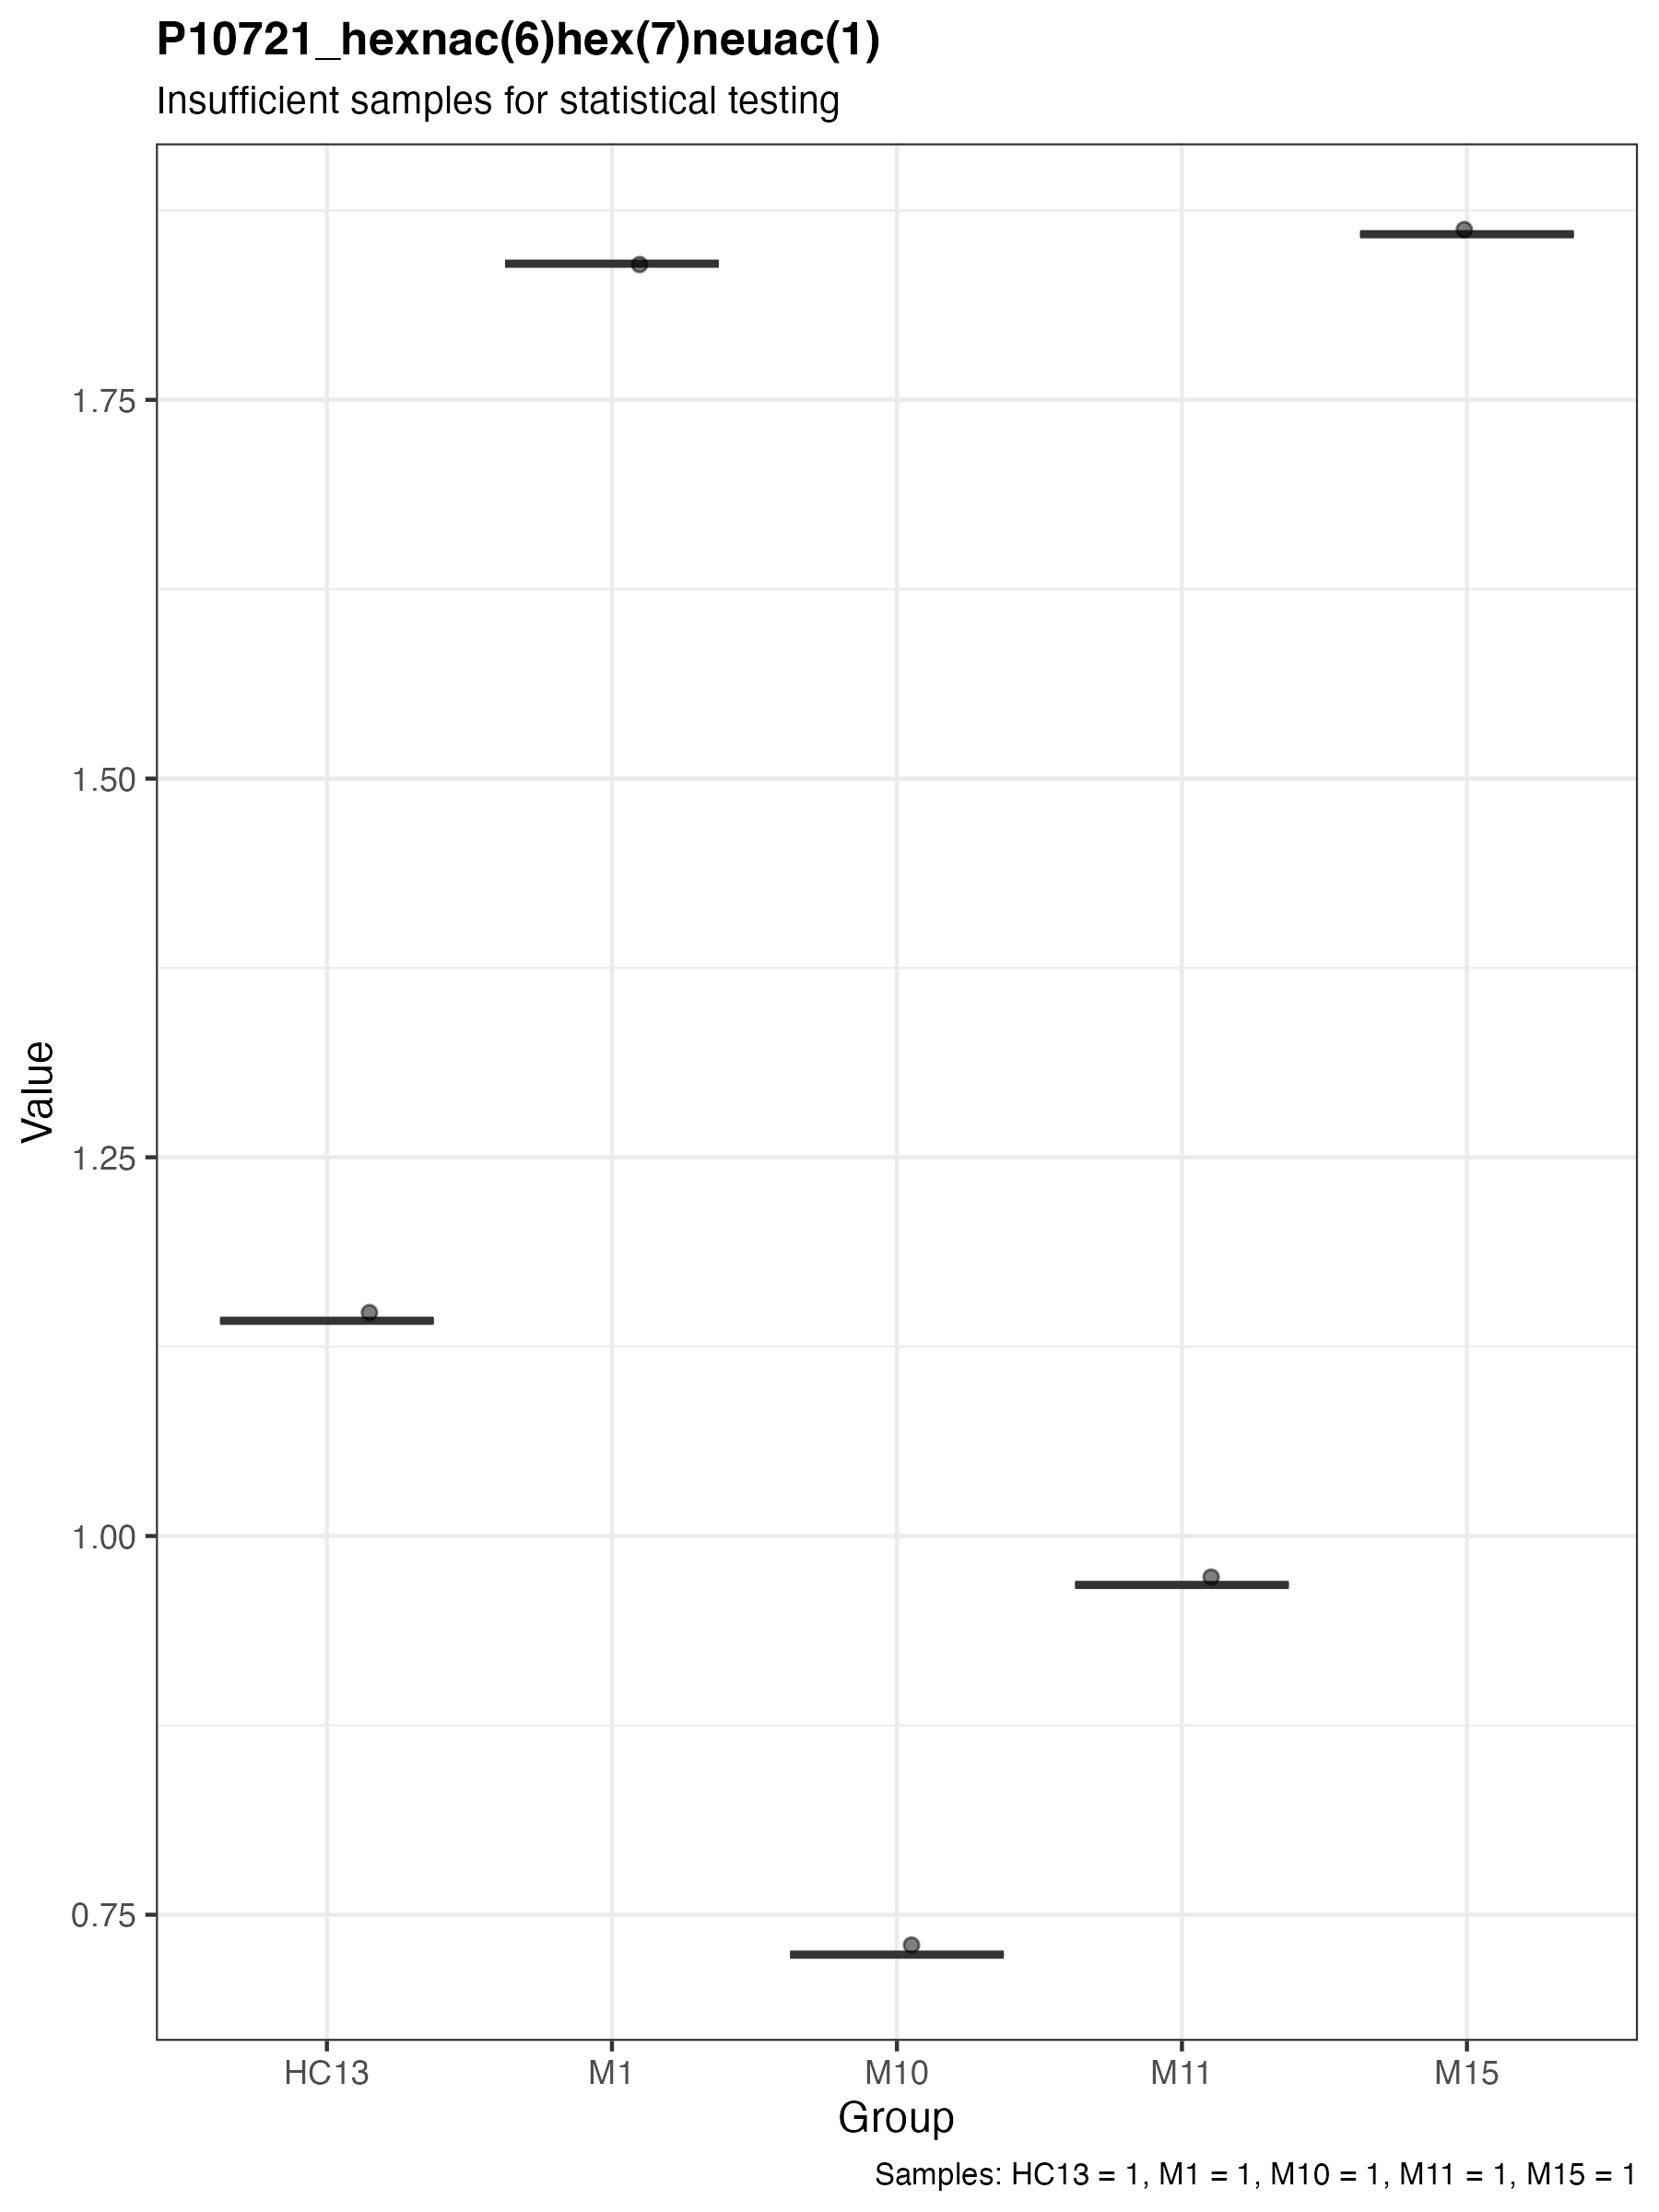 P10721_hexnac(6)hex(7)neuac(1)
Insufficient samples for statistical testing
Value
1.75
1.50
1.25
1.00
0.75
HC13 M1 M10 M11 M15
Group
Samples: HC13 = 1, M1 = 1, M10 = 1, M11 = 1, M15 = 1